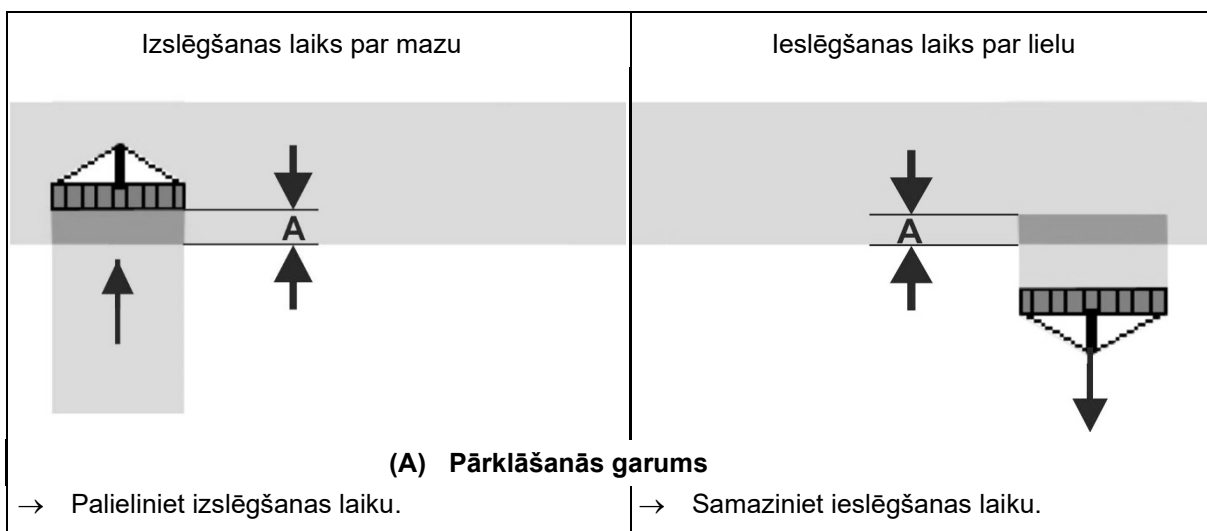 Izslēgšanas laiks par mazu
Ieslēgšanas laiks par lielu
A
A
(A) Pārklāšanās garums
→ Palieliniet izslēgšanas laiku.
→ Samaziniet ieslēgšanas laiku.